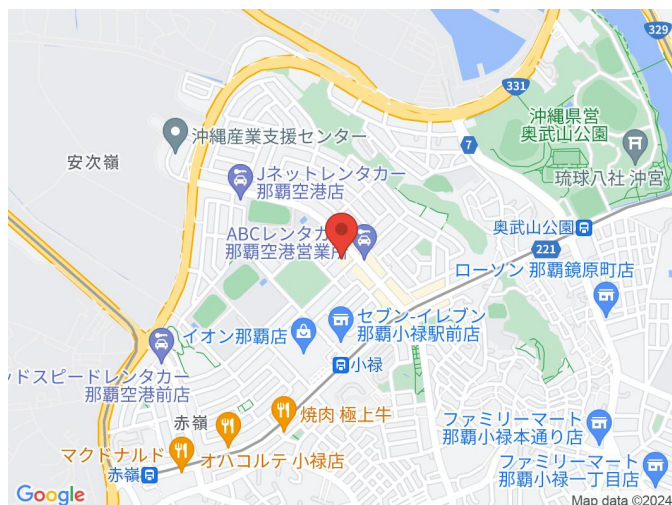 329
331
沖縄県営
奥武山公園
沖縄産業支援センター
7
安次嶺
琉球八社 沖宮
Jネットレンタカー
那覇空港店
ABCレンタカ
那覇空港営業所
奥武山公園
221
ローソン 那覇鏡原町店
セブン-イレブン
那覇小禄駅前店
イオン那覇店
小禄
ッドスピードレンタカー
那覇空港前店
赤嶺
焼肉 極上牛
ファミリーマート
那覇小禄本通り店
マクドナルド
オハコルテ 小禄店
赤嶺
ファミリーマート
那覇小禄一丁目店
Google
Map data ©2024